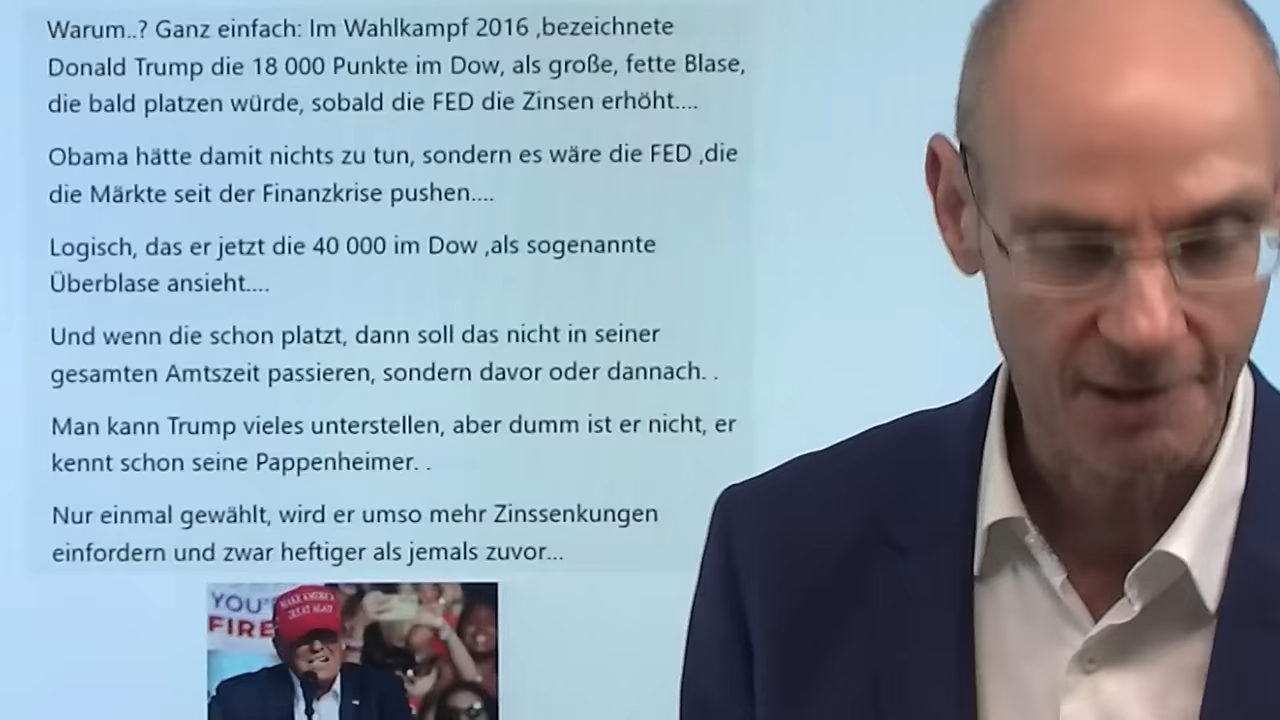 Warum..? Ganz einfach: Im Wahlkampf 2016 ,bezeichnete
Donald Trump die 18 000 Punkte im Dow, als große, fette Blase,
die bald platzen würde, sobald die FED die Zinsen erhöht....
Obama hätte damit nichts zu tun, sondern es wäre die FED ,die
die Märkte seit der Finanzkrise pushen....
Logisch, das er jetzt die 40 000 im Dow ,als sogenannte
Überblase ansieht....
Und wenn die schon platzt, dann soll das nicht in seiner
gesamten Amtszeit passieren, sondern davor oder dannach. .
Man kann Trump vieles unterstellen, aber dumm ist er nicht, er
kennt schon seine Pappenheimer. .
Nur einmal gewählt, wird er umso mehr Zinssenkungen
einfordern und zwar heftiger als jemals zuvor...
YOU'
FIRE
MAKE AMERICA
GREAT AGAIN